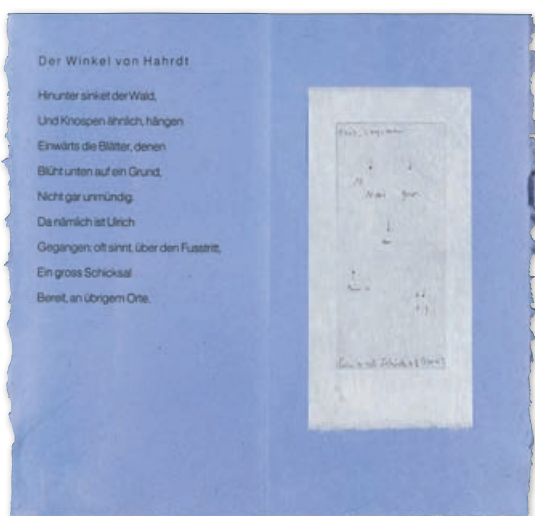 Der Winkel von Hahrdt
Hinunter sinket der Wald,
Und Knospen ähnlich, hängen
Einwärts die Blätter, denen
Blüht unten auf ein Grund,
Nicht gar unmündig.
Da nämlich ist Ulrich
Gegangen; oft sinnt, über den Fusstritt,
Ein gross Schicksal
Bereit, an übrigem Orte.